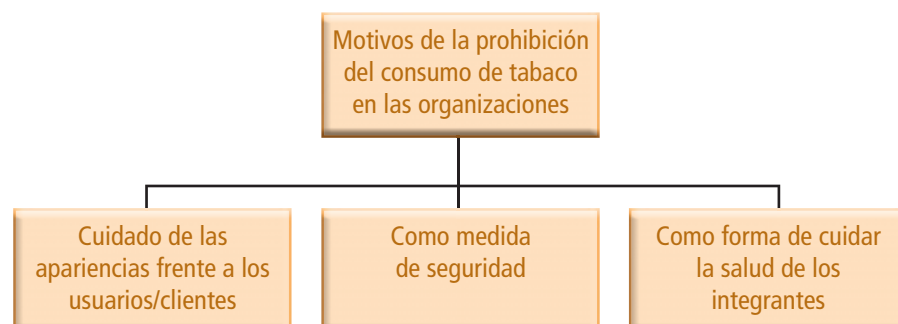 Motivos de la prohibición
del consumo de tabaco
en las organizaciones
Cuidado de las
apariencias frente a los
usuarios/clientes
Como medida
de seguridad
Como forma de cuidar
la salud de los
integrantes